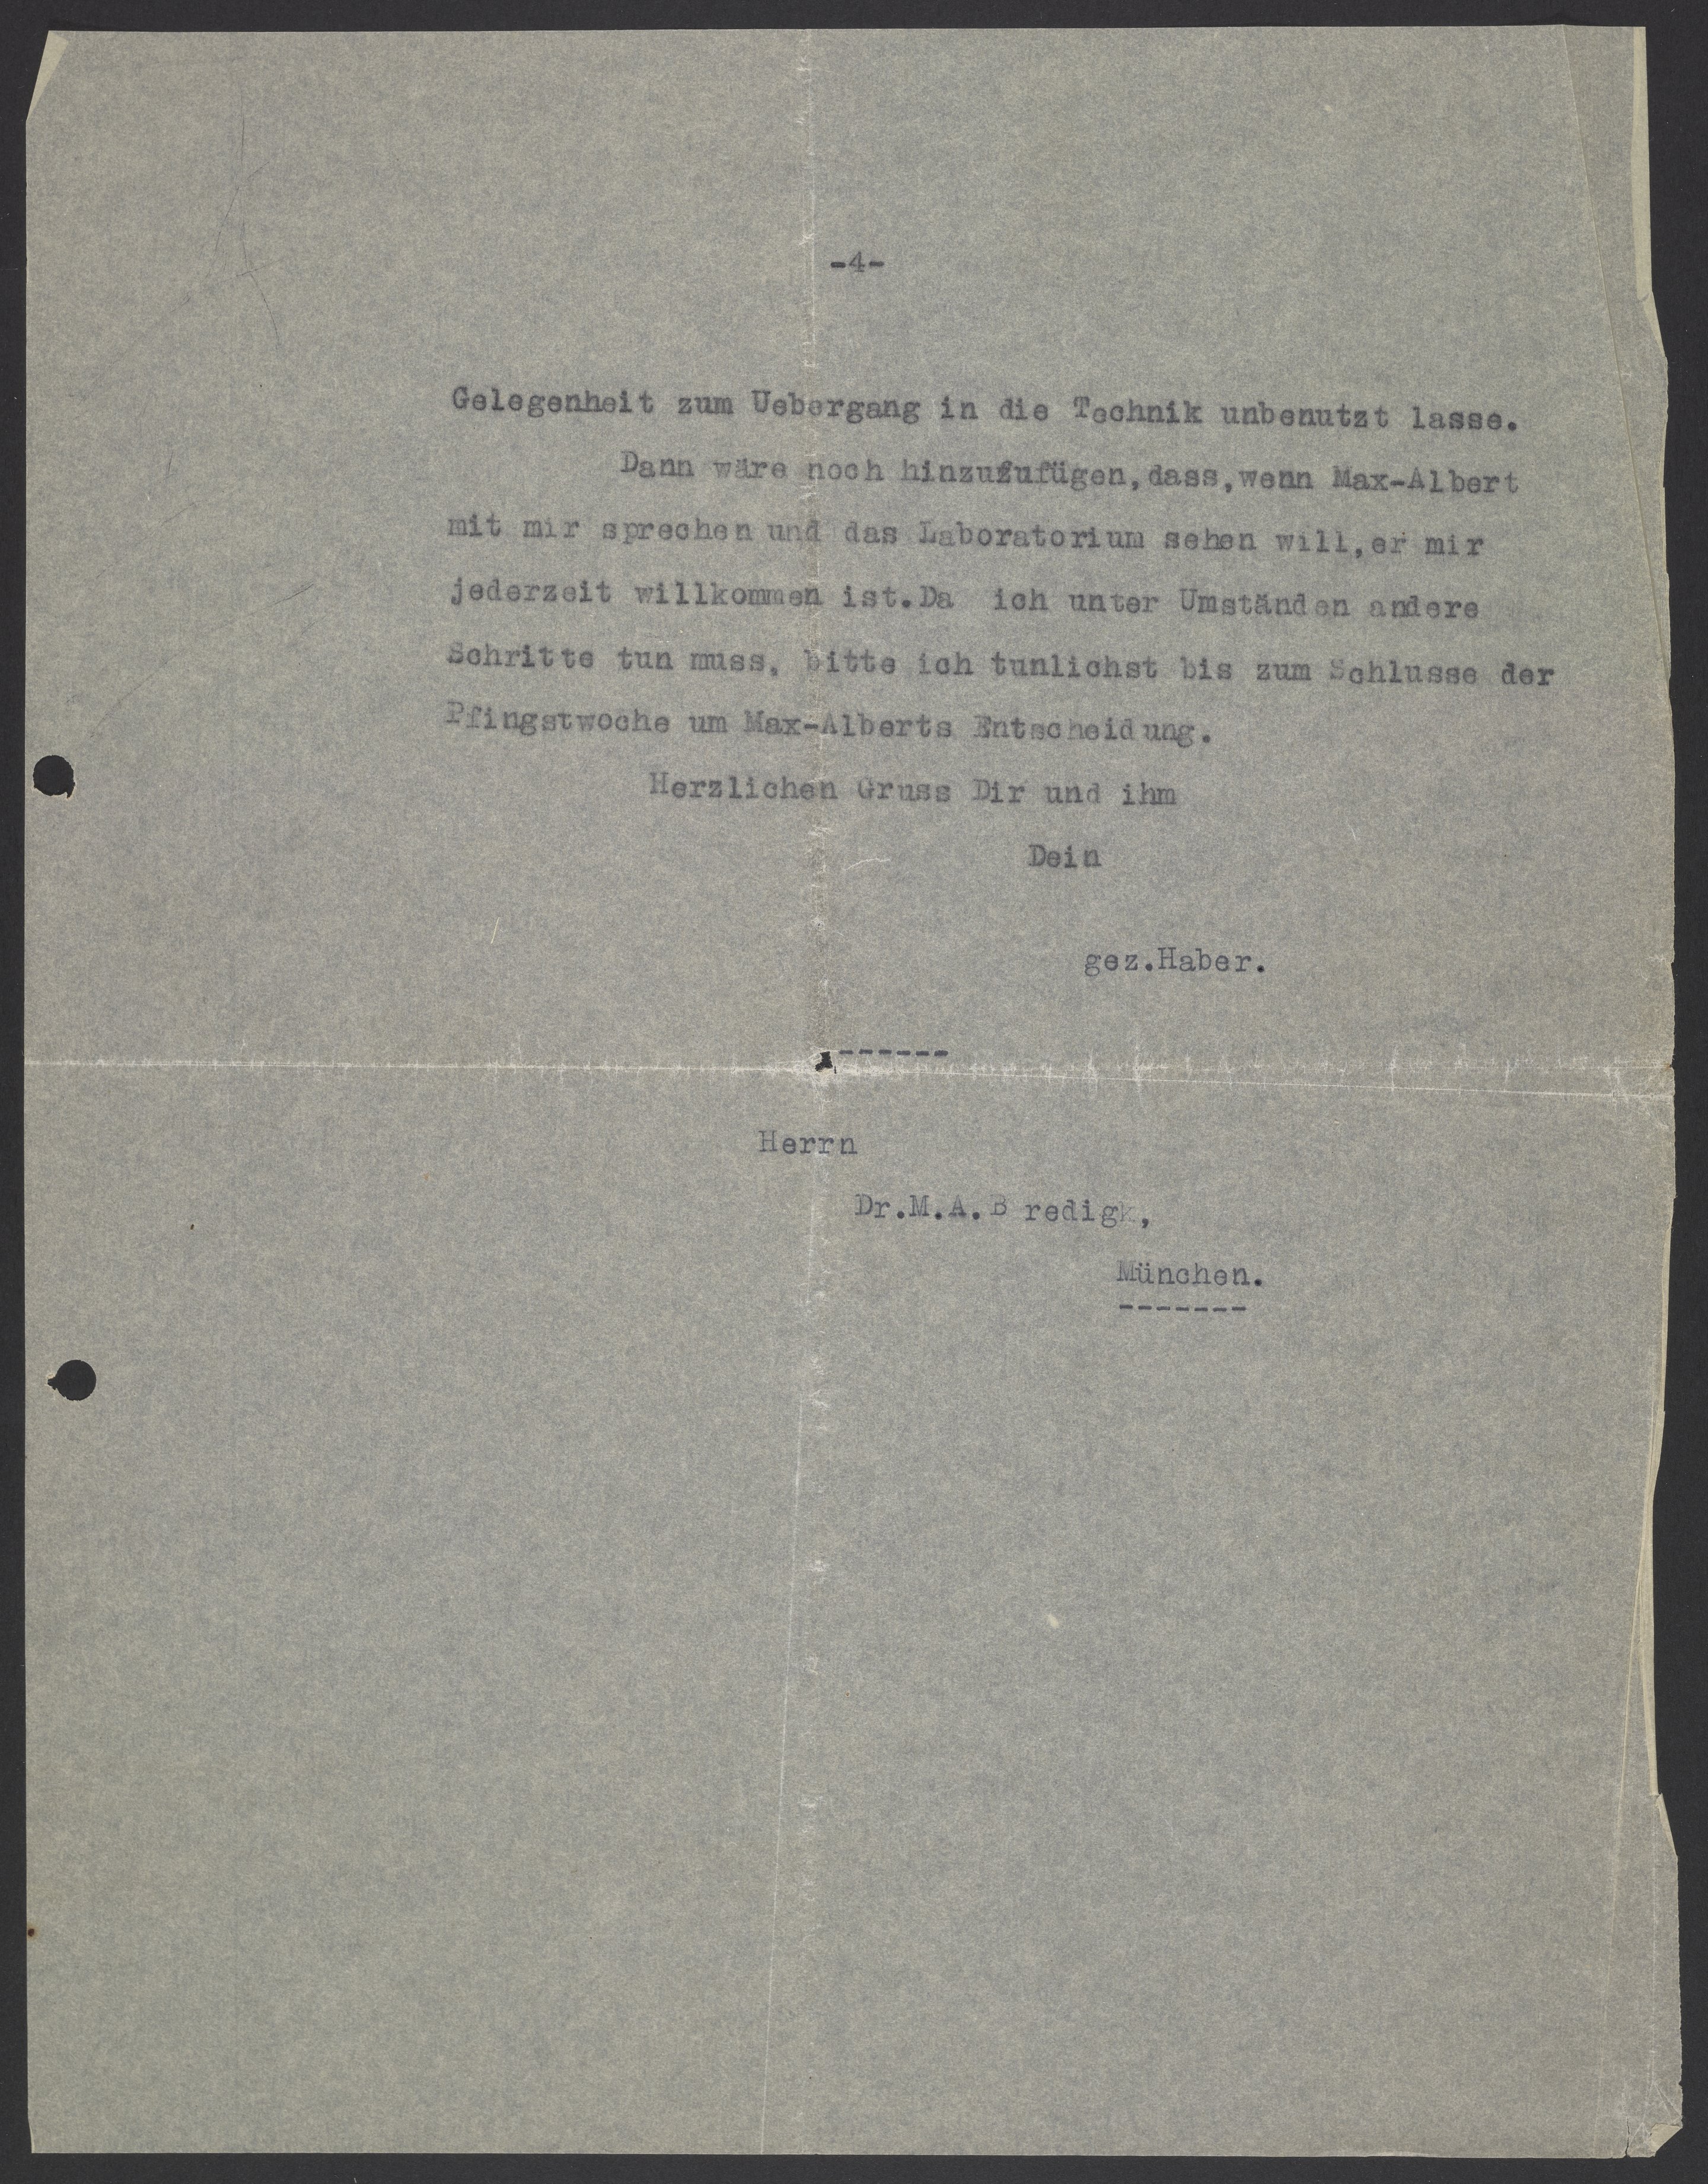 -4-
Gelegenheit zum Uebergang in die Technik unbenutzt lasse.
Dann wäre noch hinzuzufügen,dass,wenn Max-Albert
mit mir sprechen und das Laboratorium sehen will,er mir
jederzeit willkommen ist.Da ich unter Umständen andere
Schritte tun muss, bitte ich tunlichst bis zum Schlusse der
Pfingstwoche um Max-Alberts Entscheidung.
Herzlichen Gruss Dir und ihm
Dein
gez.Haber.
-------
Herrn
Dr.M.A.B redigk,
München.
-------